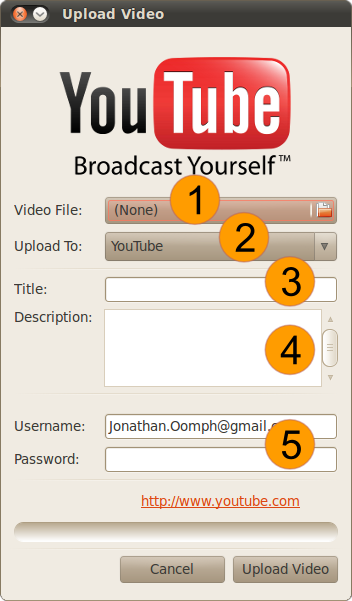 Upload Video
YouTube
Broadcast Yourself™
Video File: (None) 1
Upload To: YouTube 2
Title: 3
Description: 4
Username: Jonathan.Oomph@gmail.
Password: 5
http://www.youtube.com
Cancel Upload Video